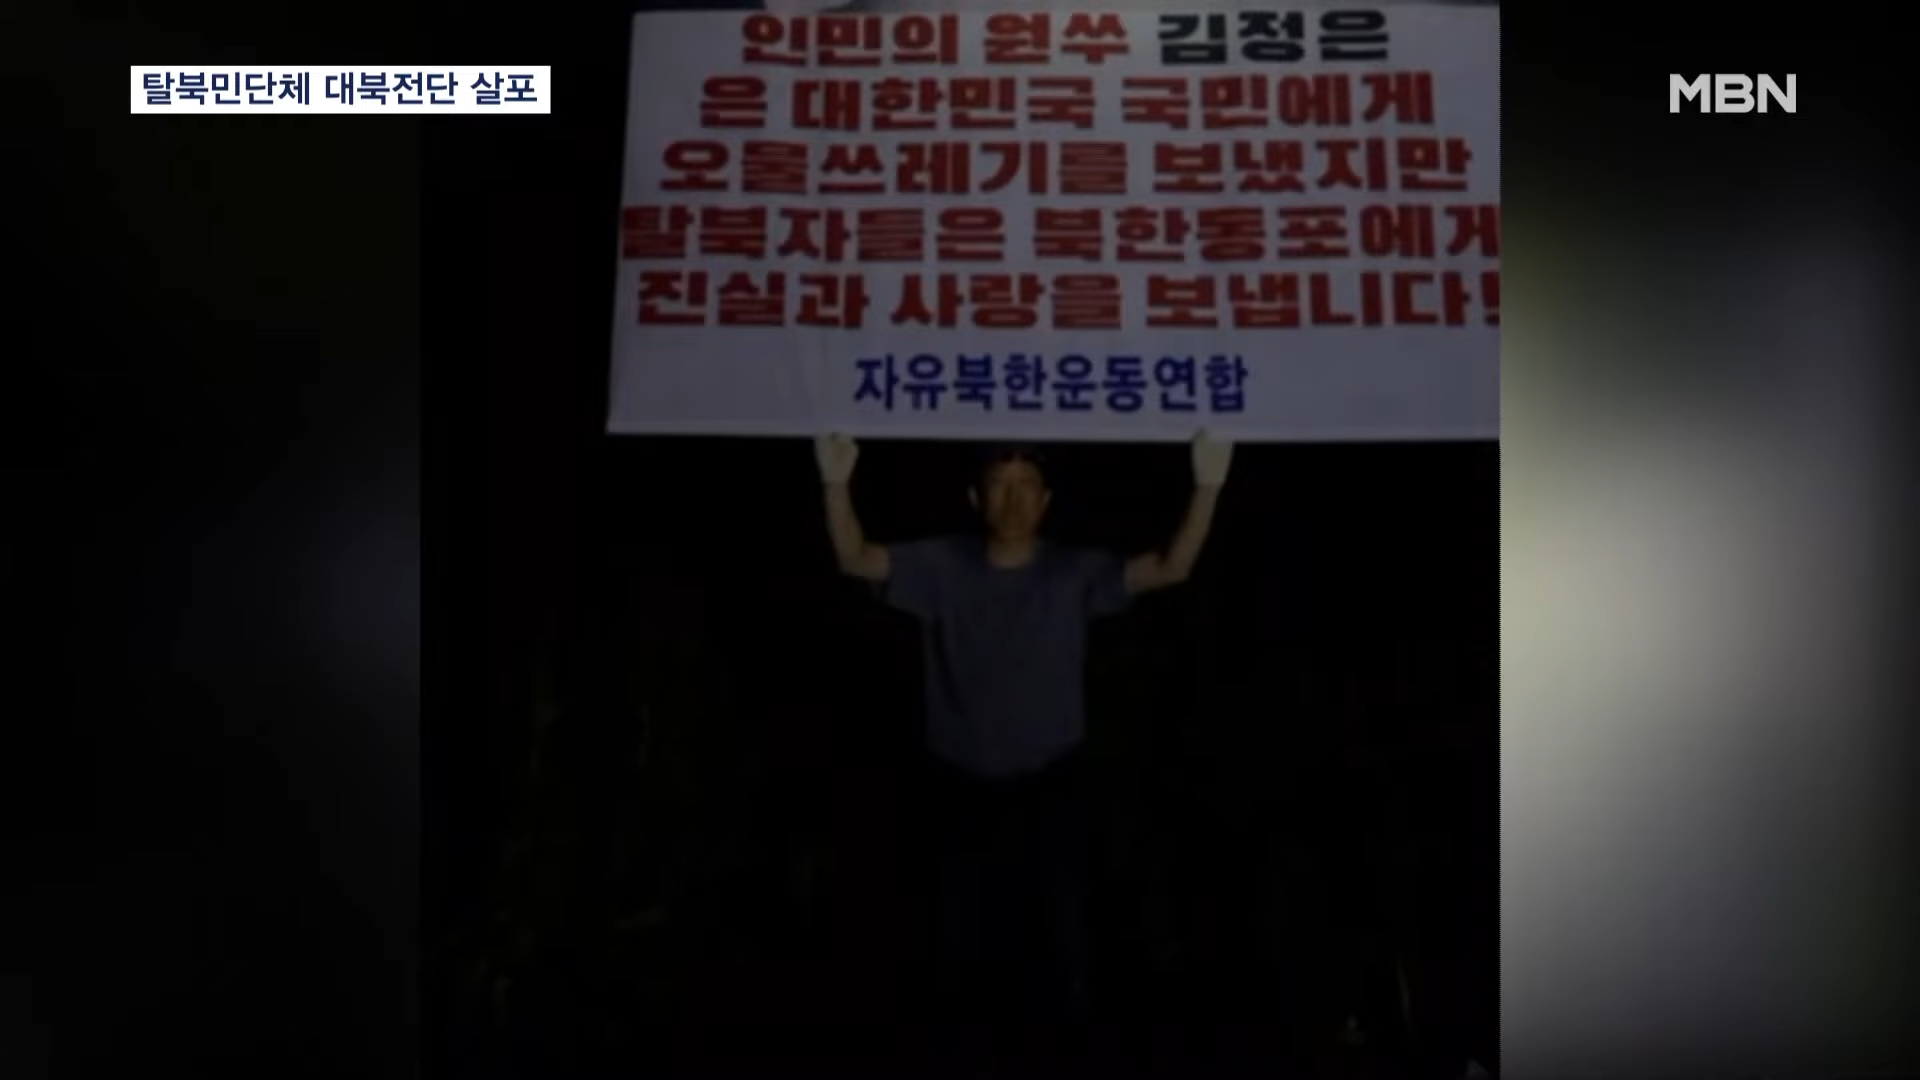 탈북민단체 대북전단 살포
MBN
인민의 원쑤 김정은
은 대한민국 국민에게
오물쓰레기를 보냈지만
탈북자들은 북한동포에게
진실과 사랑을 보냅니다!
자유북한운동연합